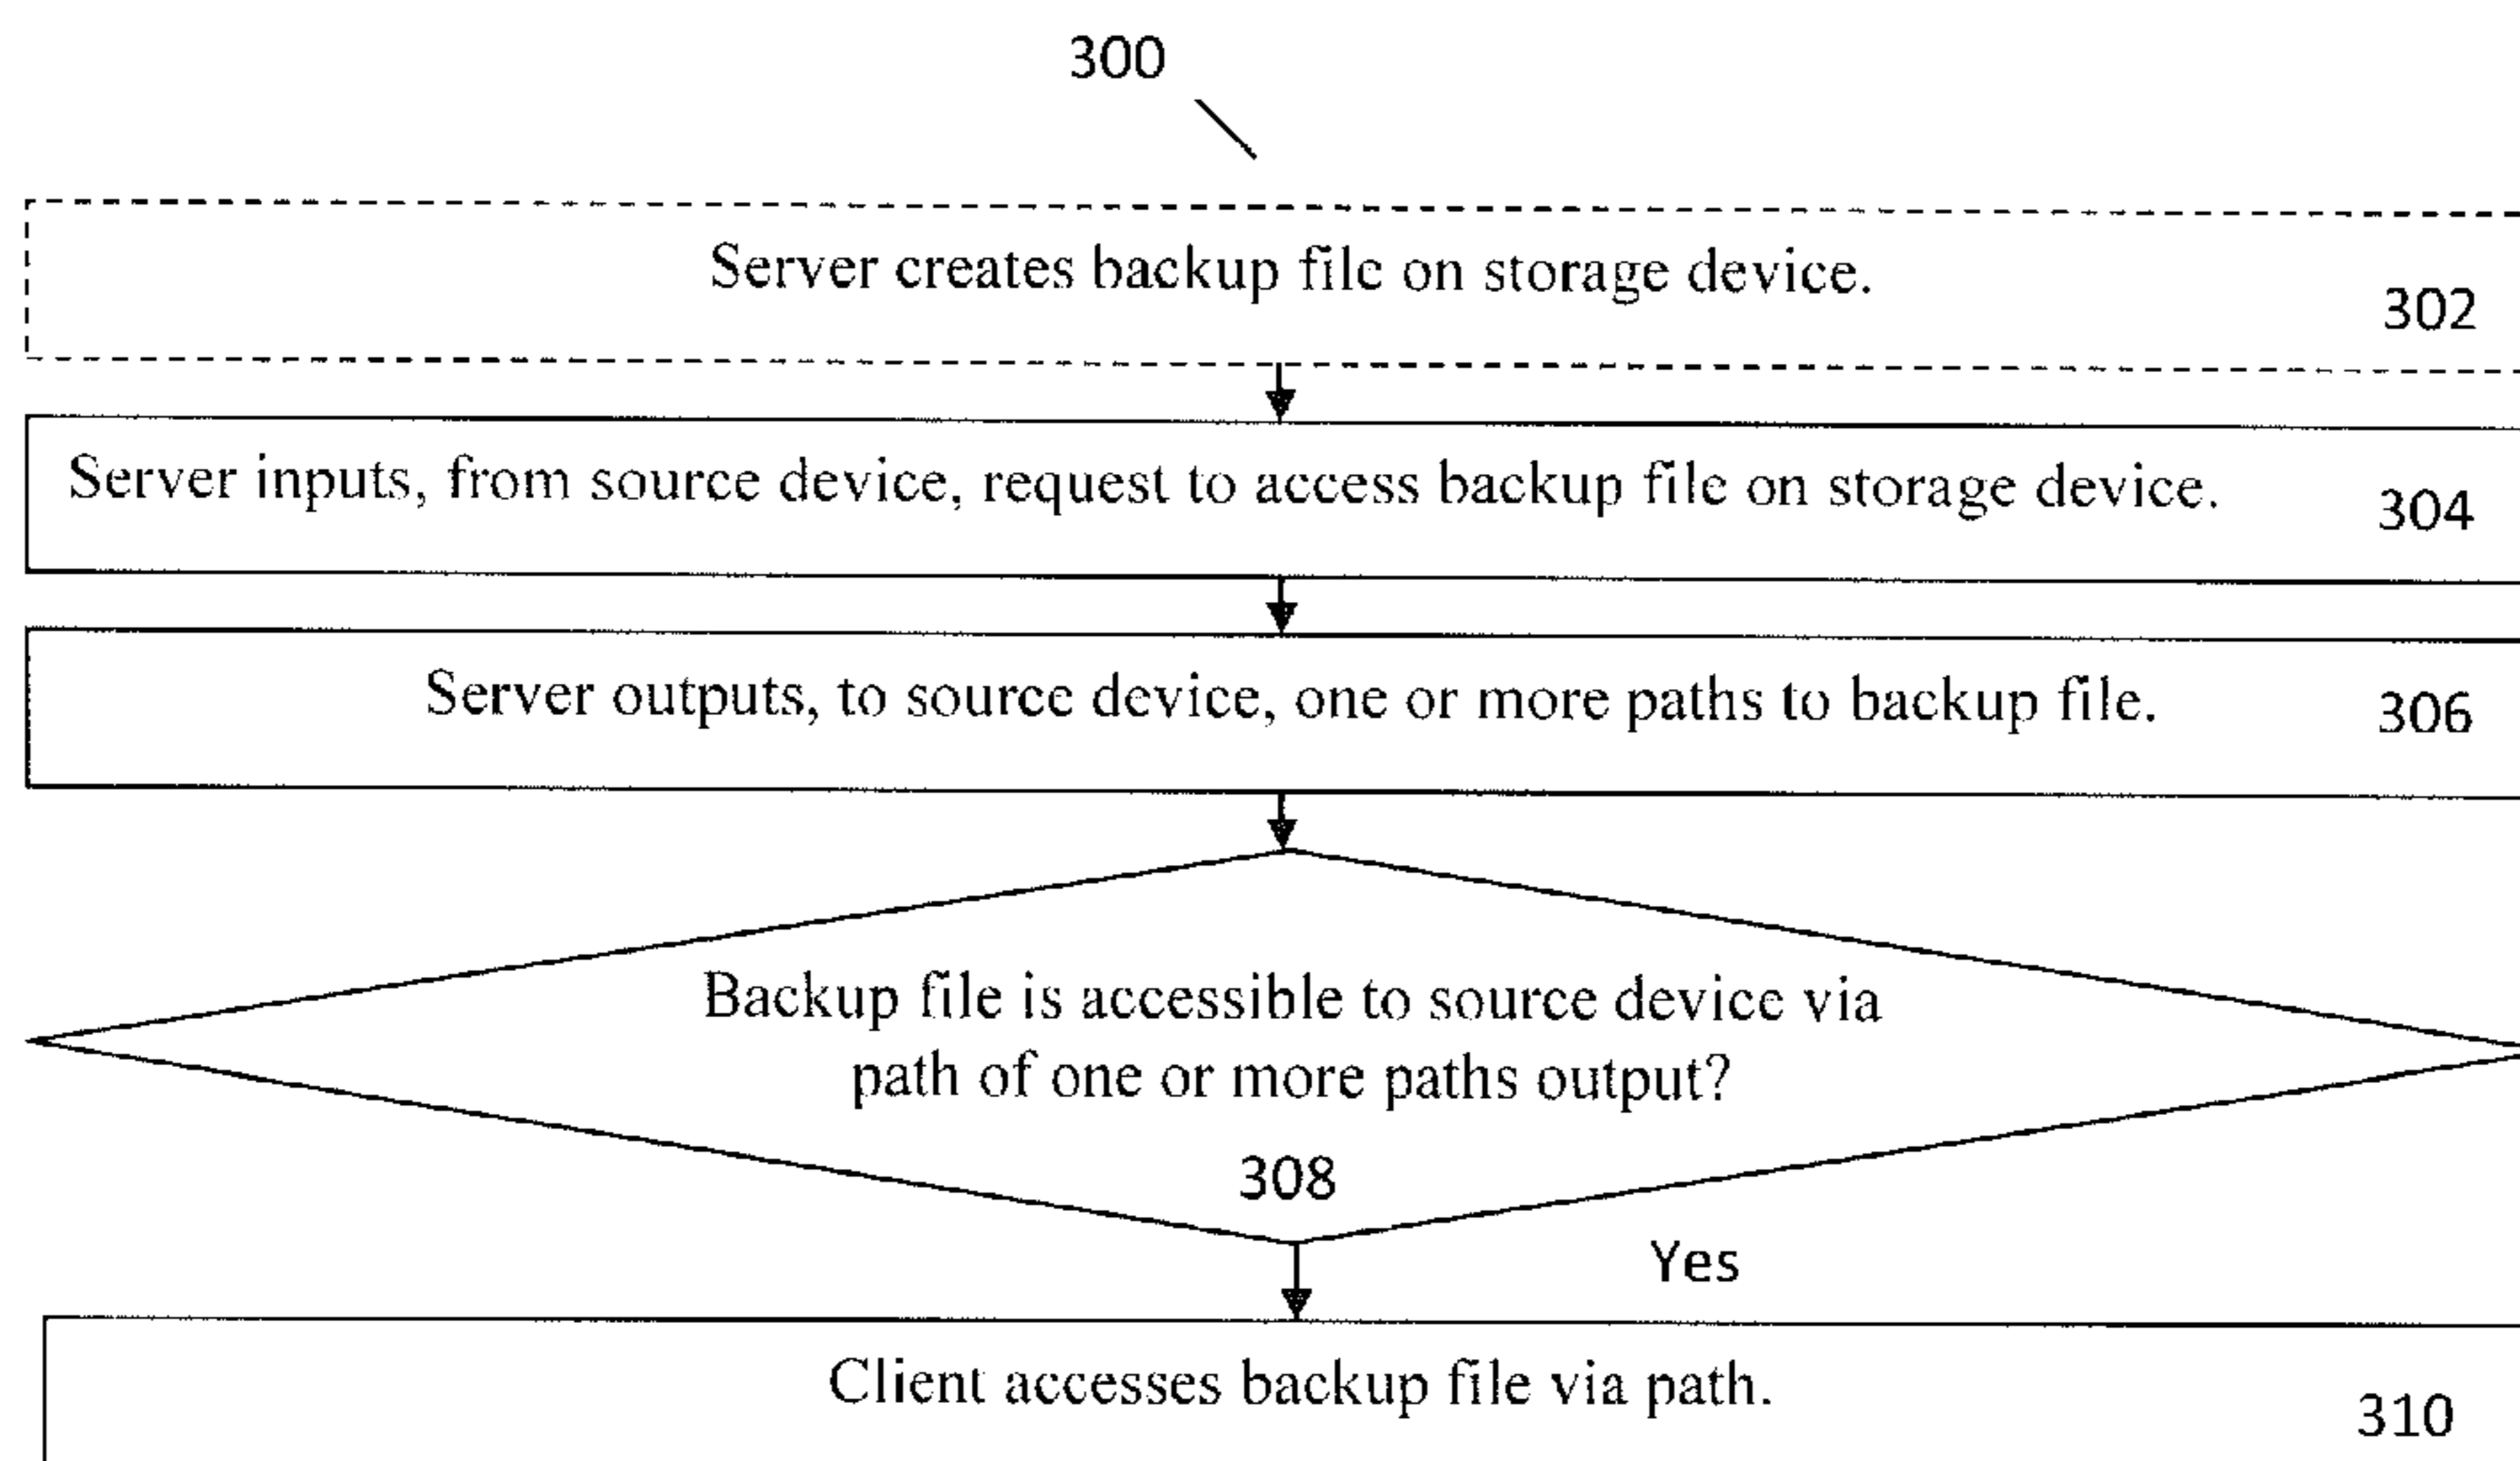 300
Server creates backup file on storage device.
302
Server inputs, from source device, request to access backup file on storage device.
304
Server outputs, to source device, one or more paths to backup file.
306
Backup file is accessible to source device via
path of one or more paths output?
308
Yes
Client accesses backup file via path.
310